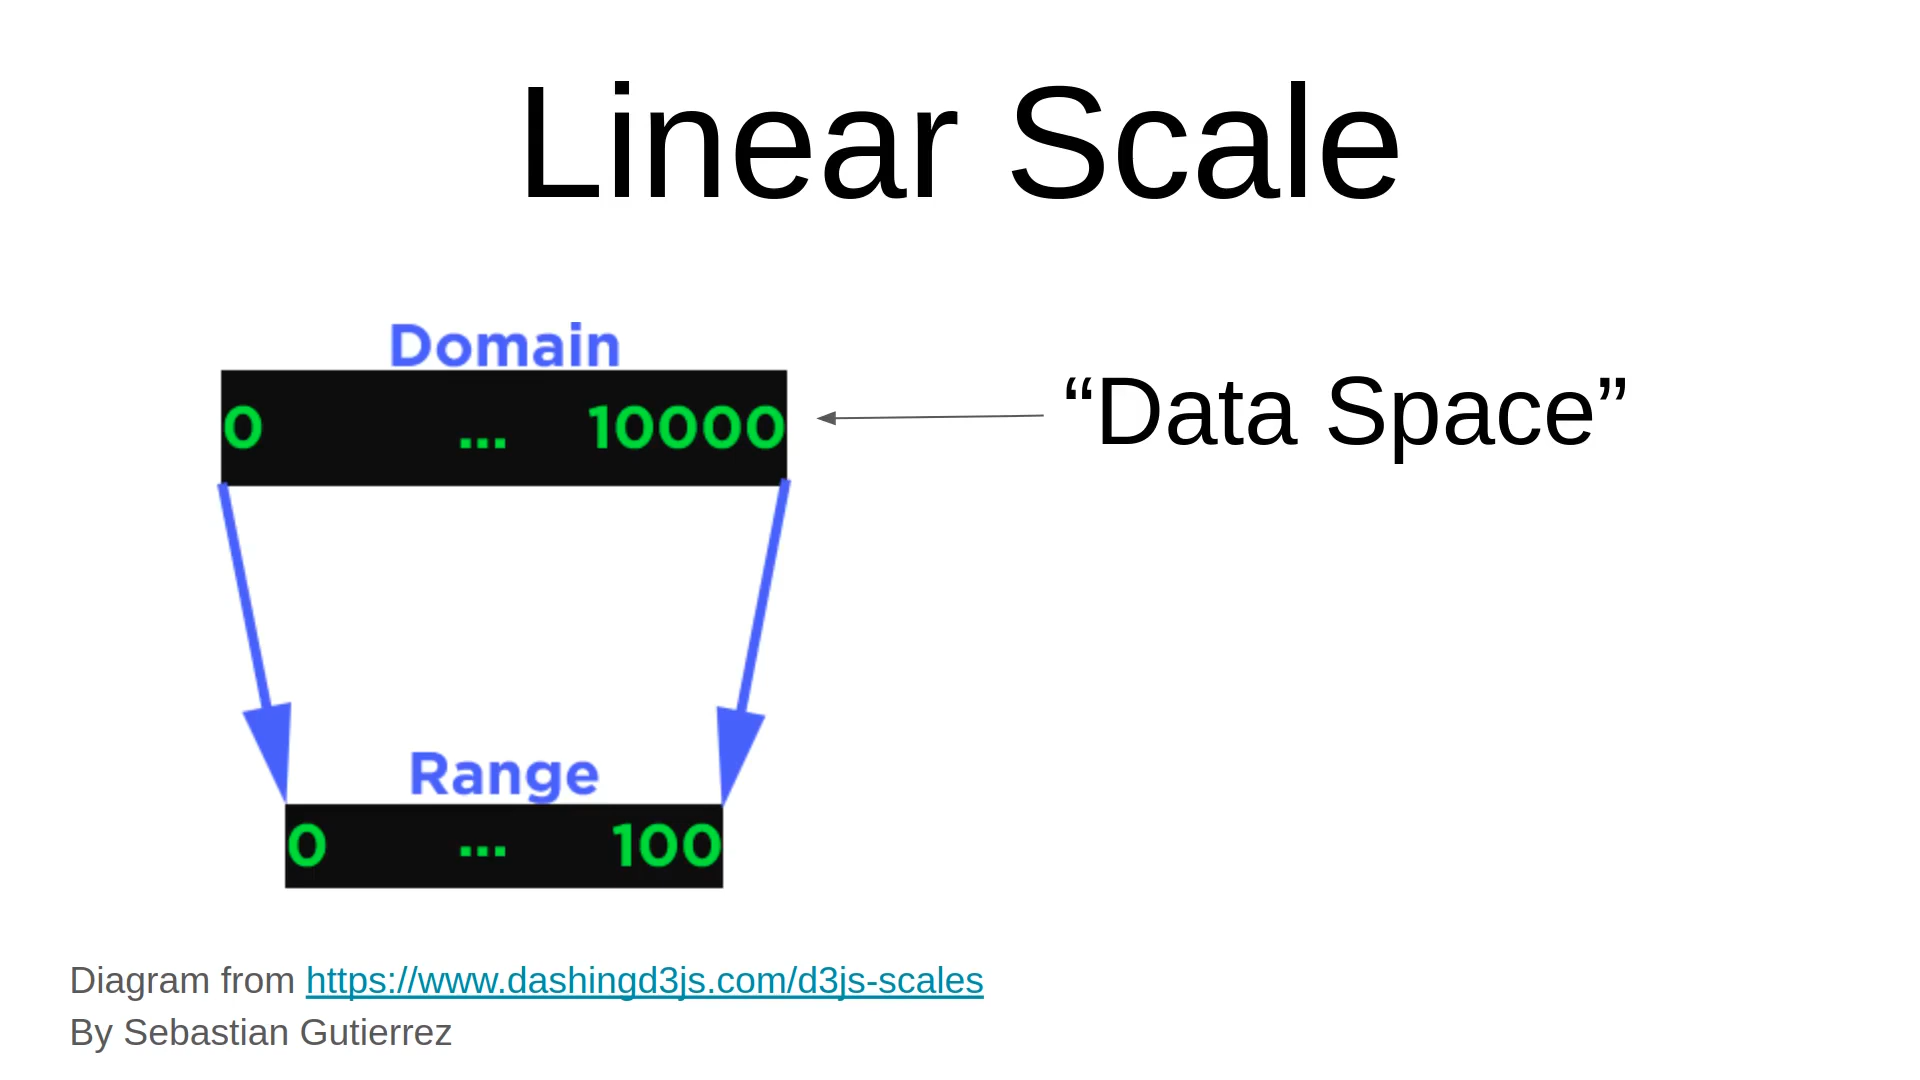 Linear Scale
Domain
0 ... 10000
“Data Space”
Range
0 ... 100
Diagram from https://www.dashingd3js.com/d3js-scales
By Sebastian Gutierrez